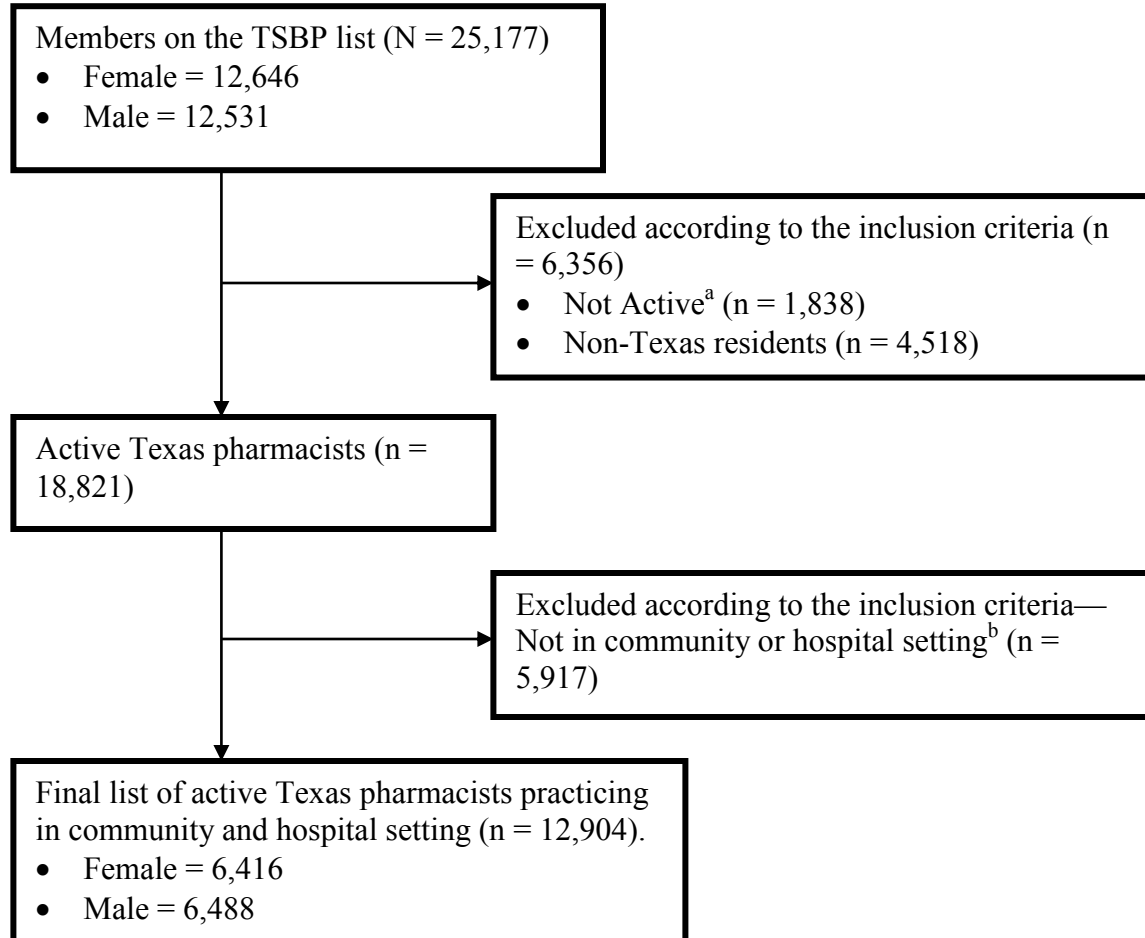 Members on the TSBP list (N = 25,177)
• Female = 12,646
• Male = 12,531
Excluded according to the inclusion criteria (n
= 6,356)
• Not Activeᵃ (n = 1,838)
• Non-Texas residents (n = 4,518)
Active Texas pharmacists (n =
18,821)
Excluded according to the inclusion criteria—
Not in community or hospital settingᵇ (n =
5,917)
Final list of active Texas pharmacists practicing
in community and hospital setting (n = 12,904).
• Female = 6,416
• Male = 6,488